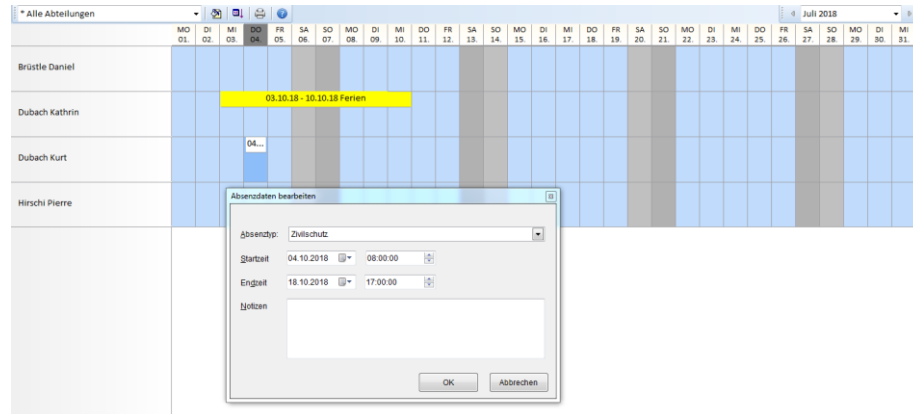 * Alle Abteilungen
Juli 2018
MO DI MI DO FR SA SO MO DI MI DO FR SA SO MO DI MI DO FR SA SO MO DI MI DO FR SA SO MO DI MI
01. 02. 03. 04. 05. 06. 07. 08. 09. 10. 11. 12. 13. 14. 15. 16. 17. 18. 19. 20. 21. 22. 23. 24. 25. 26. 27. 28. 29. 30. 31.
Brüstle Daniel
03.10.18 - 10.10.18 Ferien
Dubach Kathrin
04...
Dubach Kurt
Hirschi Pierre
Absenzdaten bearbeiten
Absenztyp: Zivilschutz
Startzeit 04.10.2018 08:00:00
Endzeit 18.10.2018 17:00:00
Notizen
OK Abbrechen